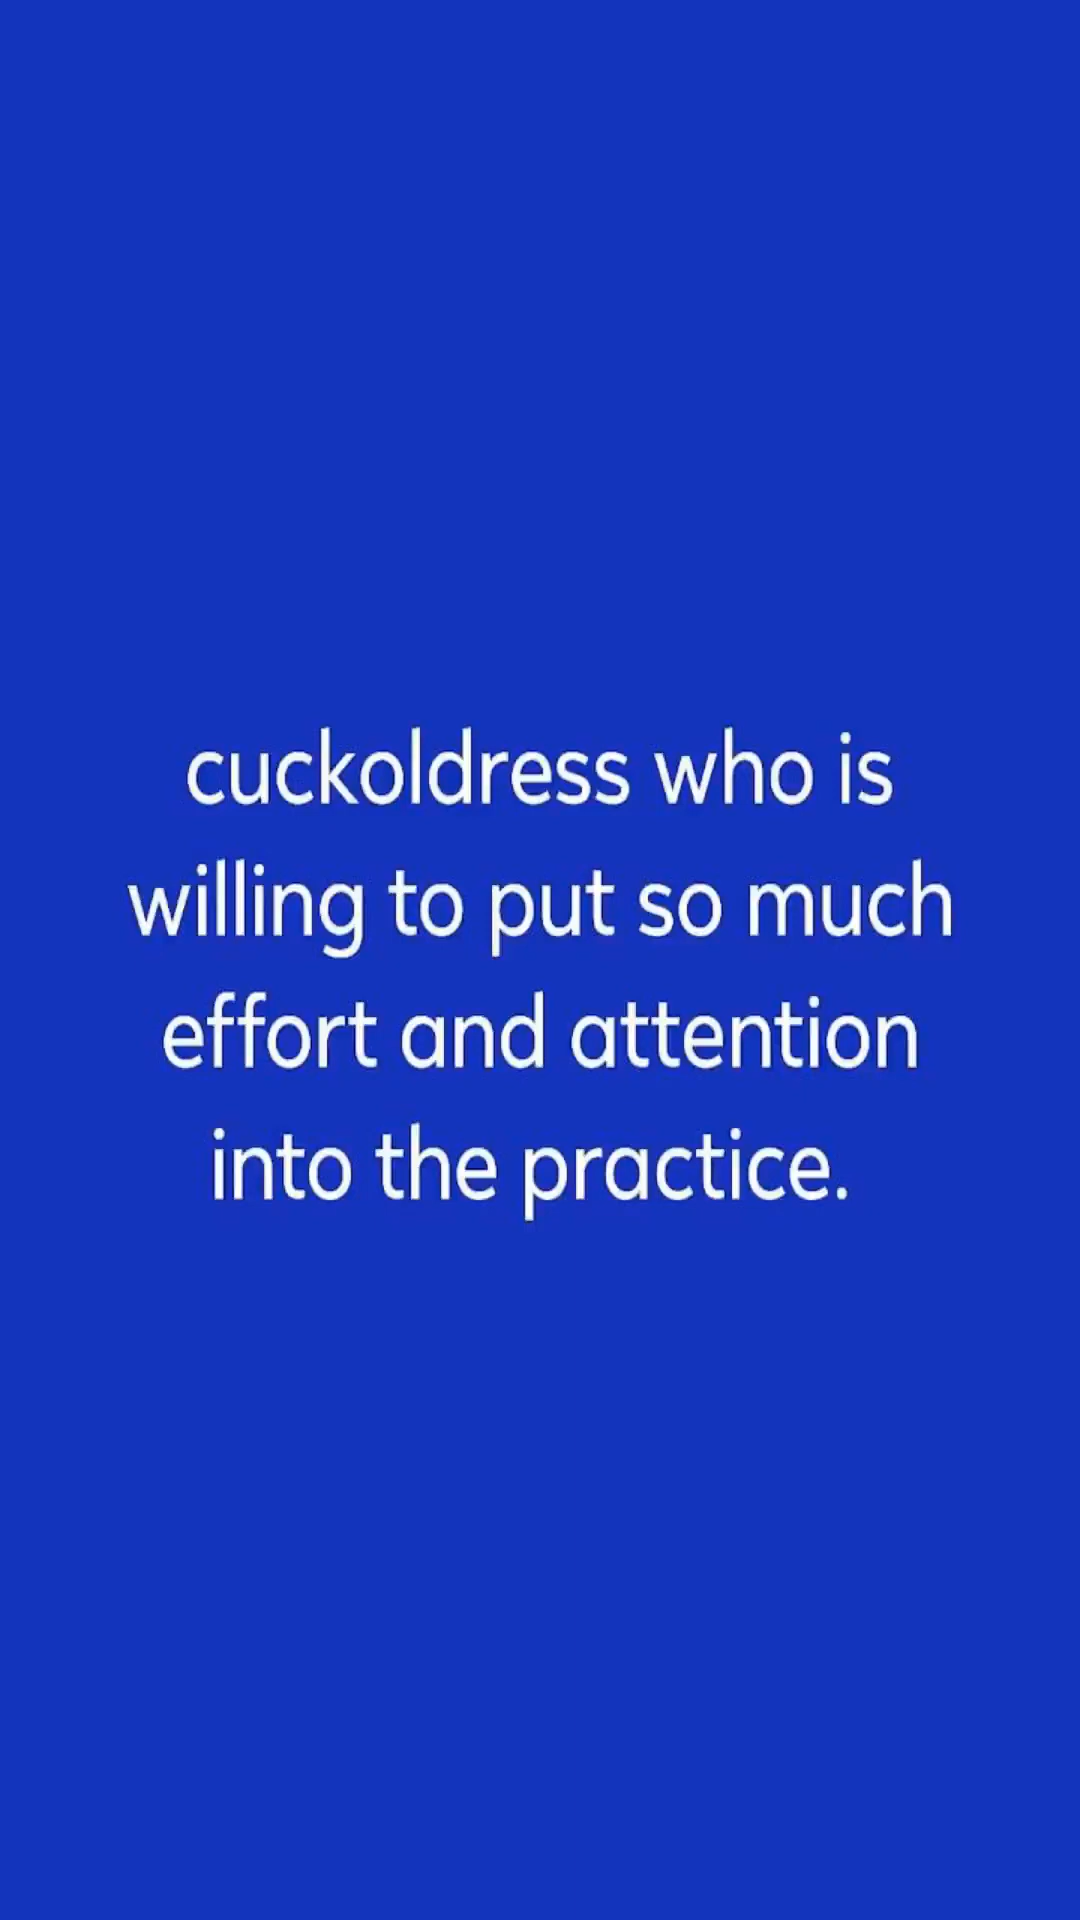 cuckoldress who is
willing to put so much
effort and attention
into the practice.